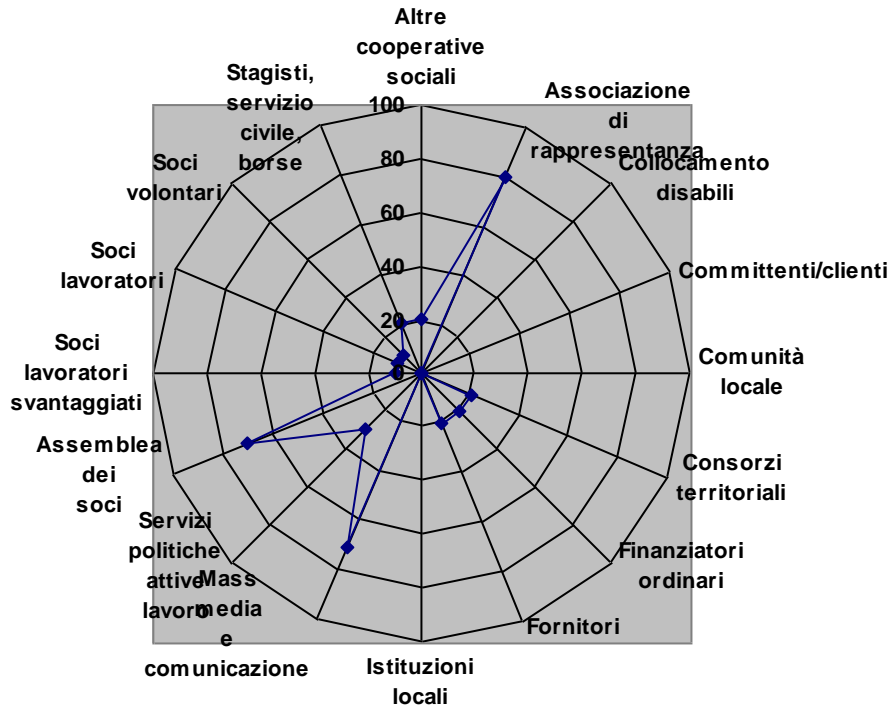 Altre
cooperative
sociali
Associazione
di
rappresentanza
Collocamento
disabili
Committenti/clienti
Comunità
locale
Consorzi
territoriali
Finanziatori
ordinari
Fornitori
Istituzioni
locali
Mass
media
e
comunicazione
Servizi
politiche
attive
lavoro
Assemblea
dei
soci
Soci
lavoratori
svantaggiati
Soci
lavoratori
Soci
volontari
Stagisti,
servizio
civile,
borse
100
80
60
40
20
0